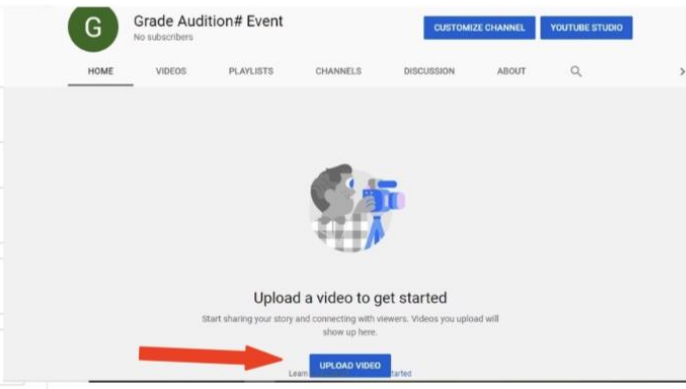 G
Grade Audition# Event
No subscribers
CUSTOMIZE CHANNEL
YOUTUBE STUDIO
HOME VIDEOS PLAYLISTS CHANNELS DISCUSSION ABOUT
Upload a video to get started
Start sharing your story and connecting with viewers. Videos you upload will
show up here.
UPLOAD VIDEO
Learn tarted